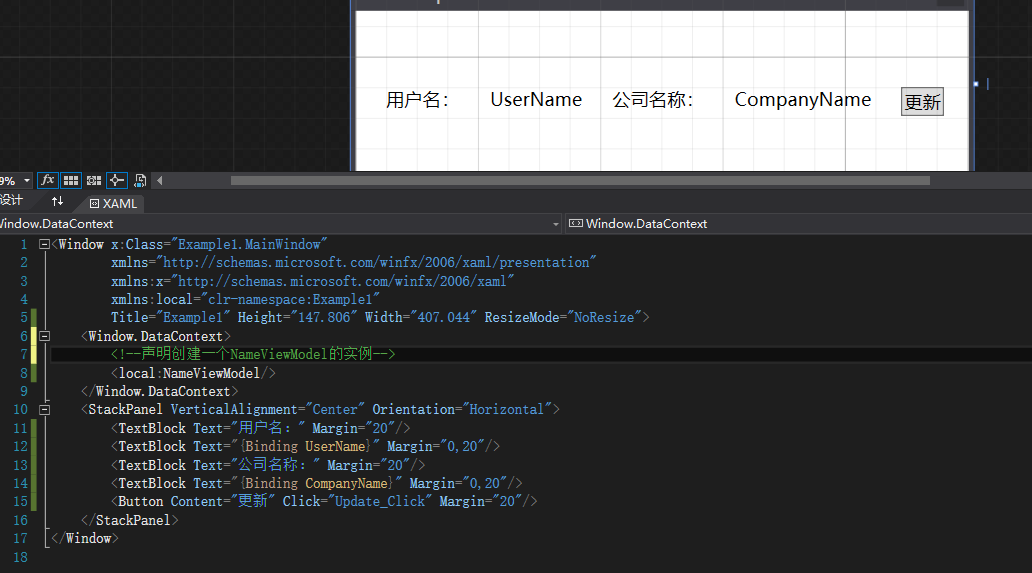 用户名: UserName 公司名称: CompanyName 更新
9% fx
设计 XAML
Window.DataContext Window.DataContext
1 <Window x:Class="Example1.MainWindow"
2 xmlns="http://schemas.microsoft.com/winfx/2006/xaml/presentation"
3 xmlns:x="http://schemas.microsoft.com/winfx/2006/xaml"
4 xmlns:local="clr-namespace:Example1"
5 Title="Example1" Height="147.806" Width="407.044" ResizeMode="NoResize">
6 <Window.DataContext>
7 <!--声明创建一个NameViewModel的实例-->
8 <local:NameViewModel/>
9 </Window.DataContext>
10 <StackPanel VerticalAlignment="Center" Orientation="Horizontal">
11 <TextBlock Text="用户名:" Margin="20"/>
12 <TextBlock Text="{Binding UserName}" Margin="0,20"/>
13 <TextBlock Text="公司名称:" Margin="20"/>
14 <TextBlock Text="{Binding CompanyName}" Margin="0,20"/>
15 <Button Content="更新" Click="Update_Click" Margin="20"/>
16 </StackPanel>
17 </Window>
18